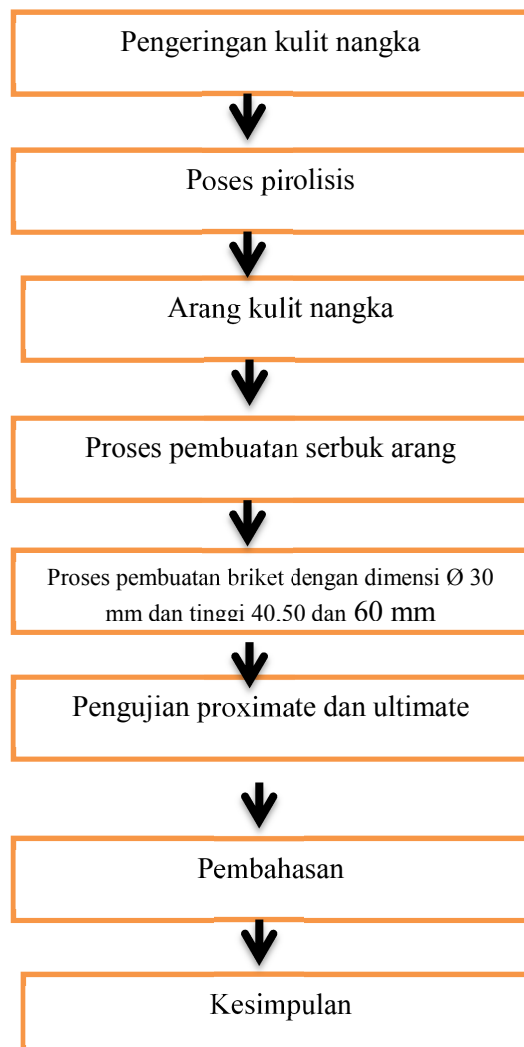 Pengeringan kulit nangka
Poses pirolisis
Arang kulit nangka
Proses pembuatan serbuk arang
Proses pembuatan briket dengan dimensi Ø 30
mm dan tinggi 40.50 dan 60 mm
Pengujian proximate dan ultimate
Pembahasan
Kesimpulan